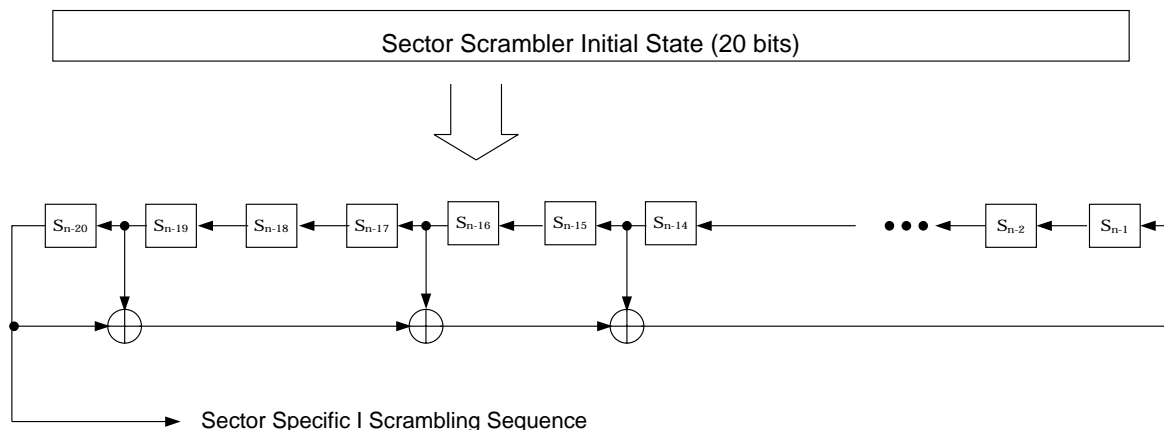 Sector Scrambler Initial State (20 bits)
Sn-20 Sn-19 Sn-18 Sn-17 Sn-16 Sn-15 Sn-14 ••• Sn-2 Sn-1
Sector Specific I Scrambling Sequence